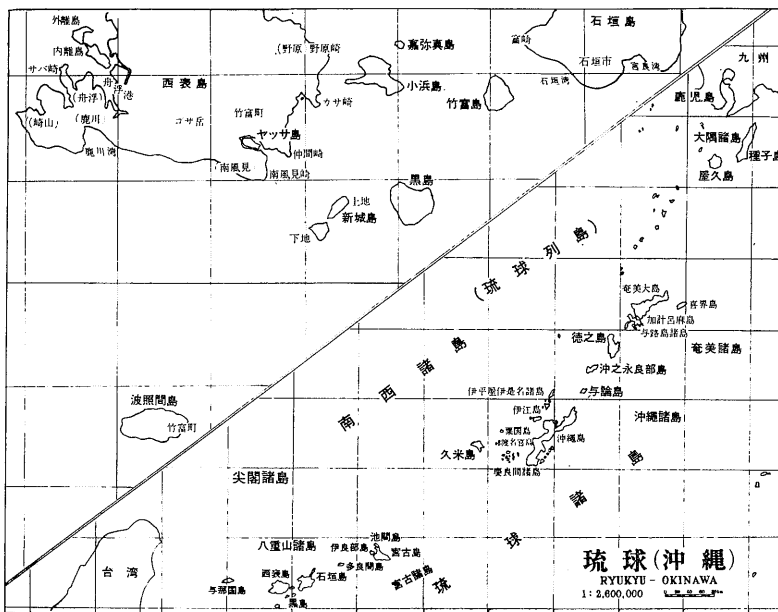 外離島
内離島
サバ崎
舟浮港
(舟浮)
(崎山)
(鹿川)
鹿川湾
西表島
コサ岳
(野原)
野原崎
カサ崎
竹富町
ヤッサ島
仲間崎
南風見
南風見崎
嘉弥真島
小浜島
竹富島
石垣島
富崎
石垣市
宮良湾
石垣湾
黒島
上地
新城島
下地
波照間島
竹富町
九州
鹿児島
大隅諸島
種子島
屋久島
(琉球列島)
南西諸島
奄美大島
喜界島
加計呂麻島
与路島諸島
徳之島
奄美諸島
沖之永良部島
与論島
伊平屋伊是名諸島
伊江島
沖縄諸島
粟国島
沖縄島
久米島
慶良間諸島
尖閣諸島
琉球諸島
台湾
八重山諸島
池間島
伊良部島
宮古島
多良間島
宮古諸島
西表島
石垣島
与那国島
黒島
琉球(沖縄)
RYUKYU - OKINAWA
1:2,600,000